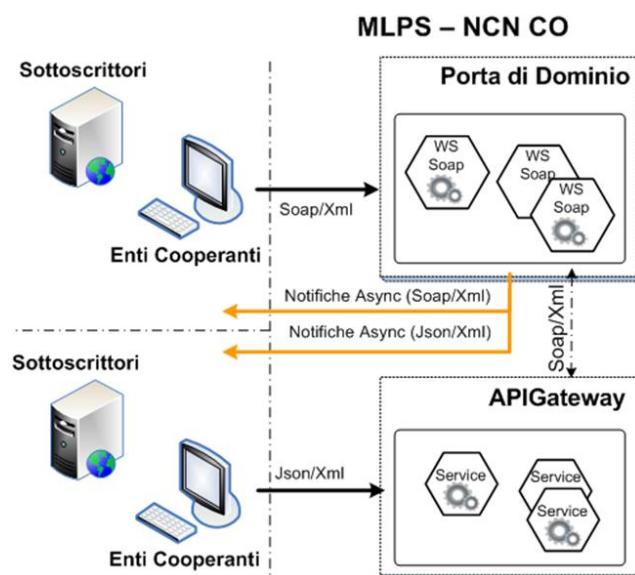 MLPS – NCN CO
Sottoscrittori
Porta di Dominio
WS
Soap
WS
Soap
WS
Soap
Soap/Xml
Enti Cooperanti
Notifiche Async (Soap/Xml)
Notifiche Async (Json/Xml)
Soap/Xml
Sottoscrittori
APIGateway
Service
Service
Service
Json/Xml
Enti Cooperanti